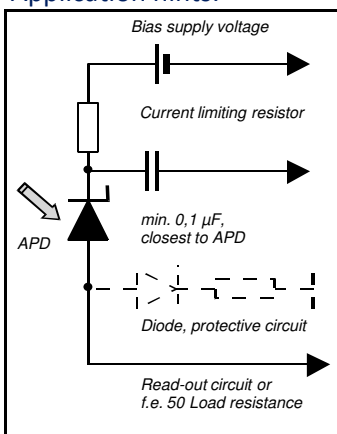 Application hints:
Bias supply voltage
Current limiting resistor
min. 0,1 µF,
closest to APD
APD
Diode, protective circuit
Read-out circuit or
f.e. 50 Load resistance